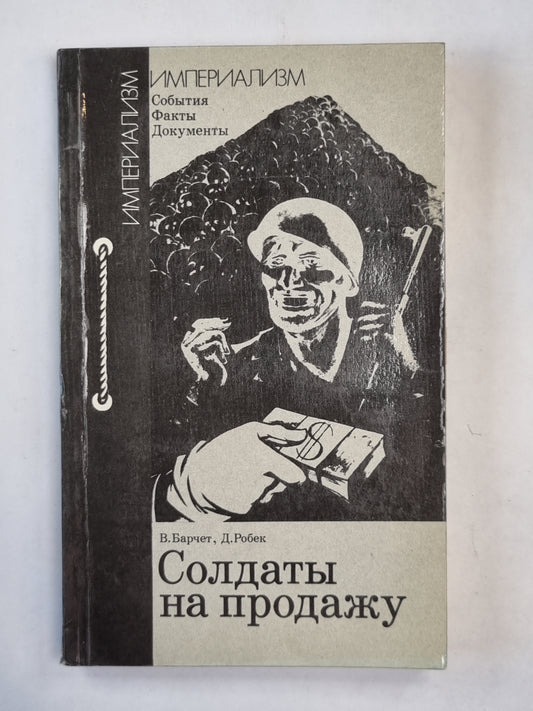 ИМПЕРИАЛИЗМ
ИМПЕРИАЛИЗМ
События
Факты
Документы
$
В.Барчет, Д.Робек
Солдаты
на продажу